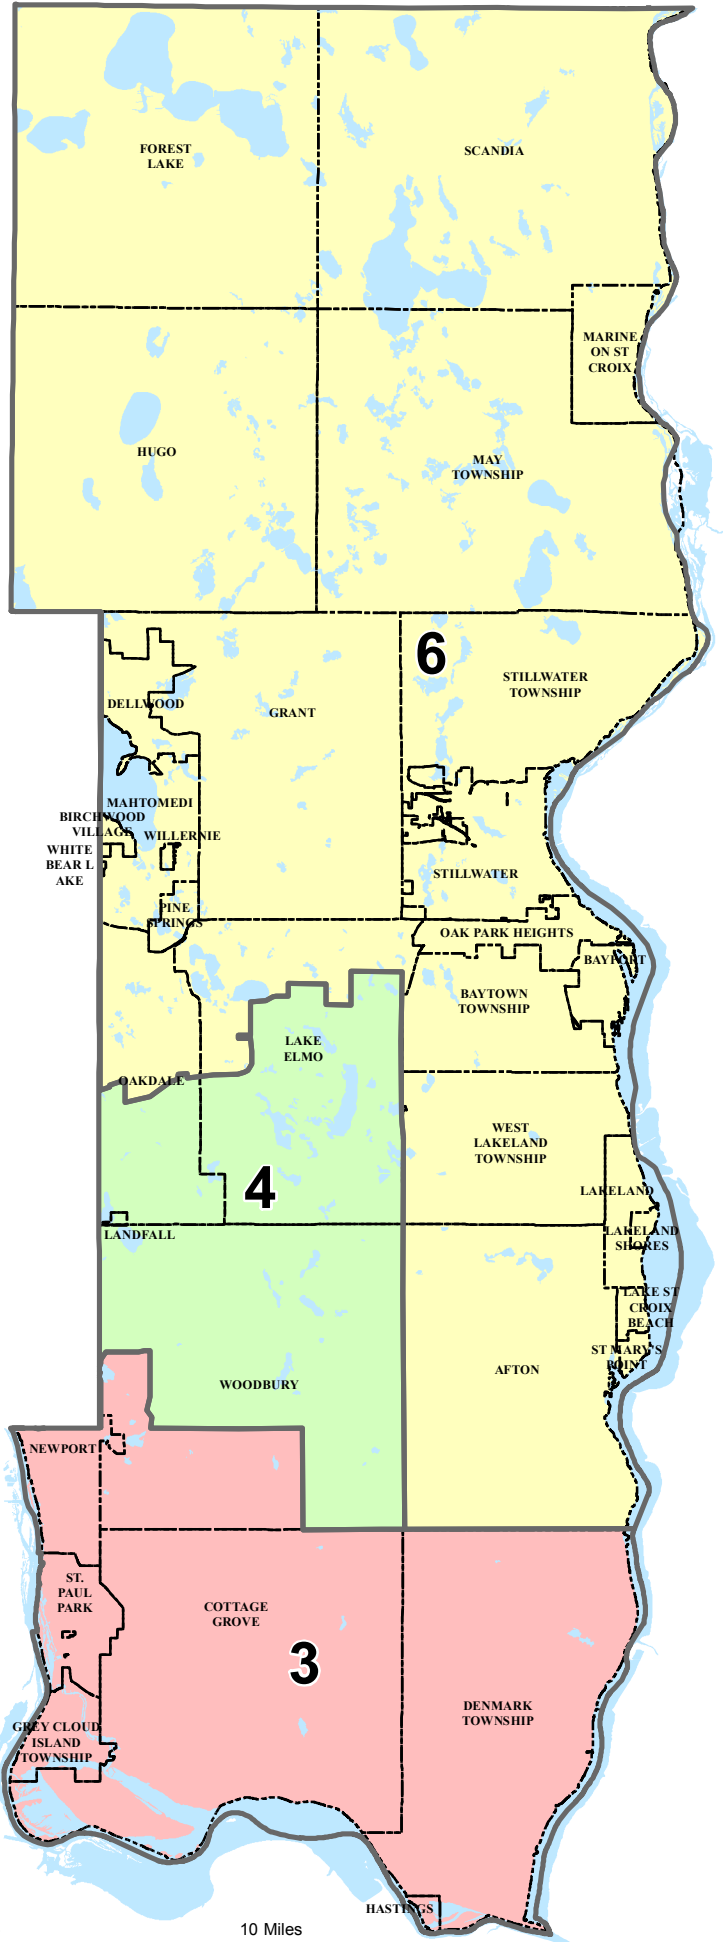 FOREST
LAKE
SCANDIA
MARINE
ON ST
CROIX
HUGO
MAY
TOWNSHIP
6
STILLWATER
TOWNSHIP
DELLWOOD
GRANT
MAHTOMEDI
BIRCHWOOD
VILLAGE
WILLERNIE
WHITE
BEAR L
AKE
STILLWATER
PINE
SPRINGS
OAK PARK HEIGHTS
BAYPORT
BAYTOWN
TOWNSHIP
LAKE
ELMO
OAKDALE
WEST
LAKELAND
TOWNSHIP
4
LAKELAND
LANDFALL
LAKELAND
SHORES
LAKE ST
CROIX
BEACH
ST MARY'S
POINT
WOODBURY
AFTON
NEWPORT
ST.
PAUL
PARK
COTTAGE
GROVE
3
DENMARK
TOWNSHIP
GREY CLOUD
ISLAND
TOWNSHIP
HASTINGS
10 Miles